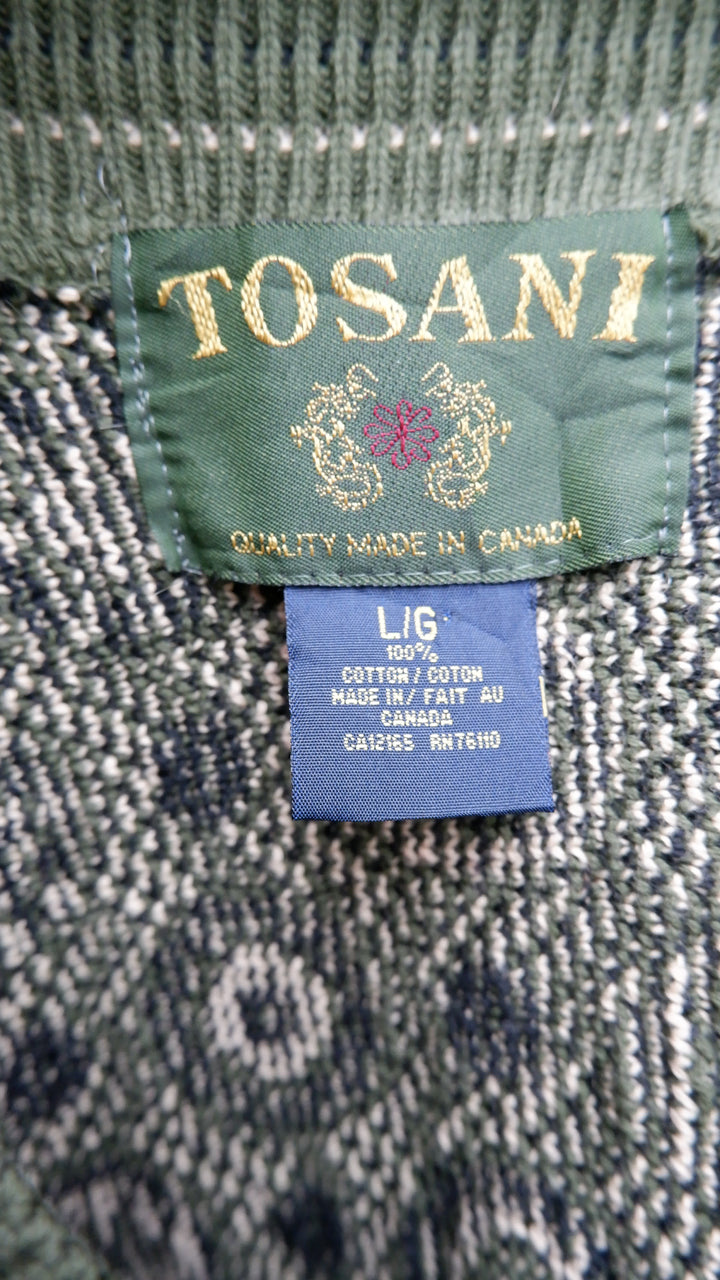 TOSANI
QUALITY MADE IN CANADA
L/G
100%
COTTON / COTON
MADE IN / FAIT AU
CANADA
CA12165 RN76110